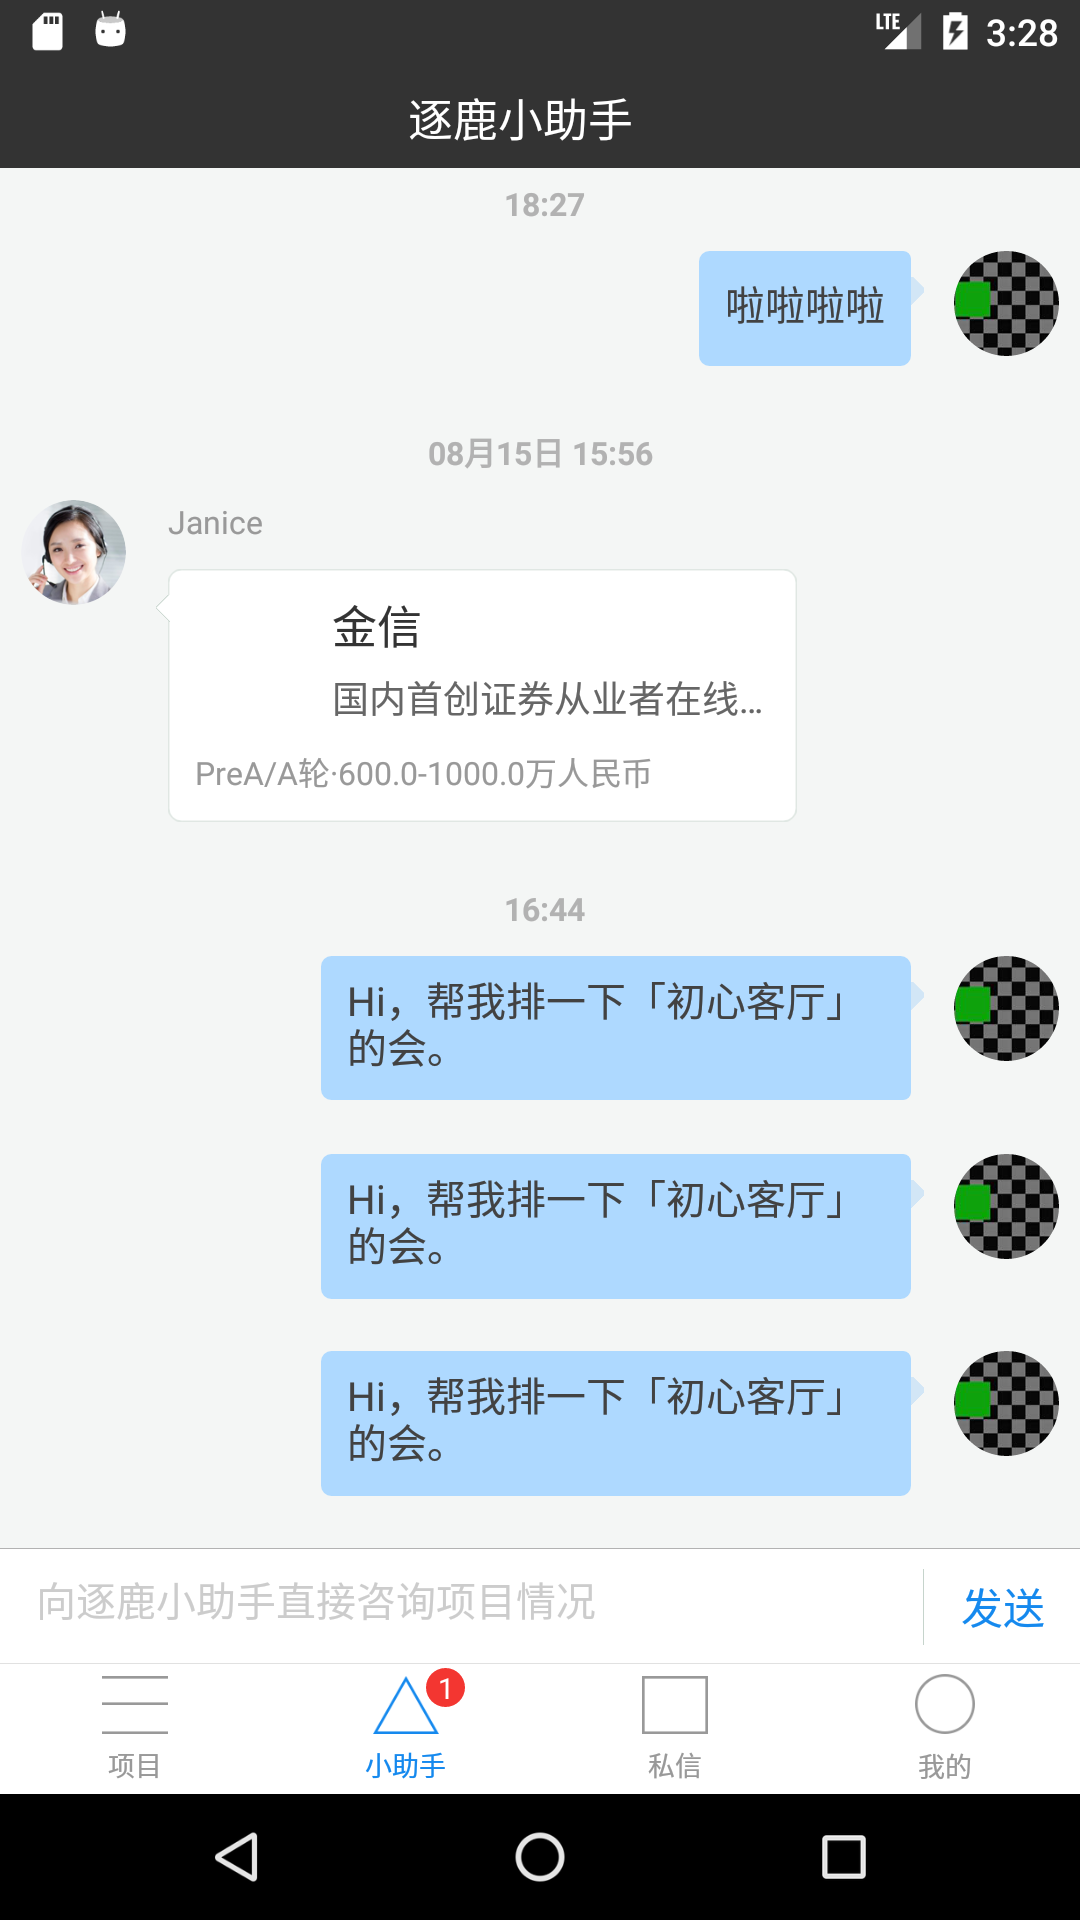 LTE 3:28
逐鹿小助手
18:27
啦啦啦啦
08月15日 15:56
Janice
金信
国内首创证券从业者在线...
PreA/A轮·600.0-1000.0万人民币
16:44
Hi，帮我排一下「初心客厅」
的会。
Hi，帮我排一下「初心客厅」
的会。
Hi，帮我排一下「初心客厅」
的会。
向逐鹿小助手直接咨询项目情况
发送
1
项目
小助手
私信
我的